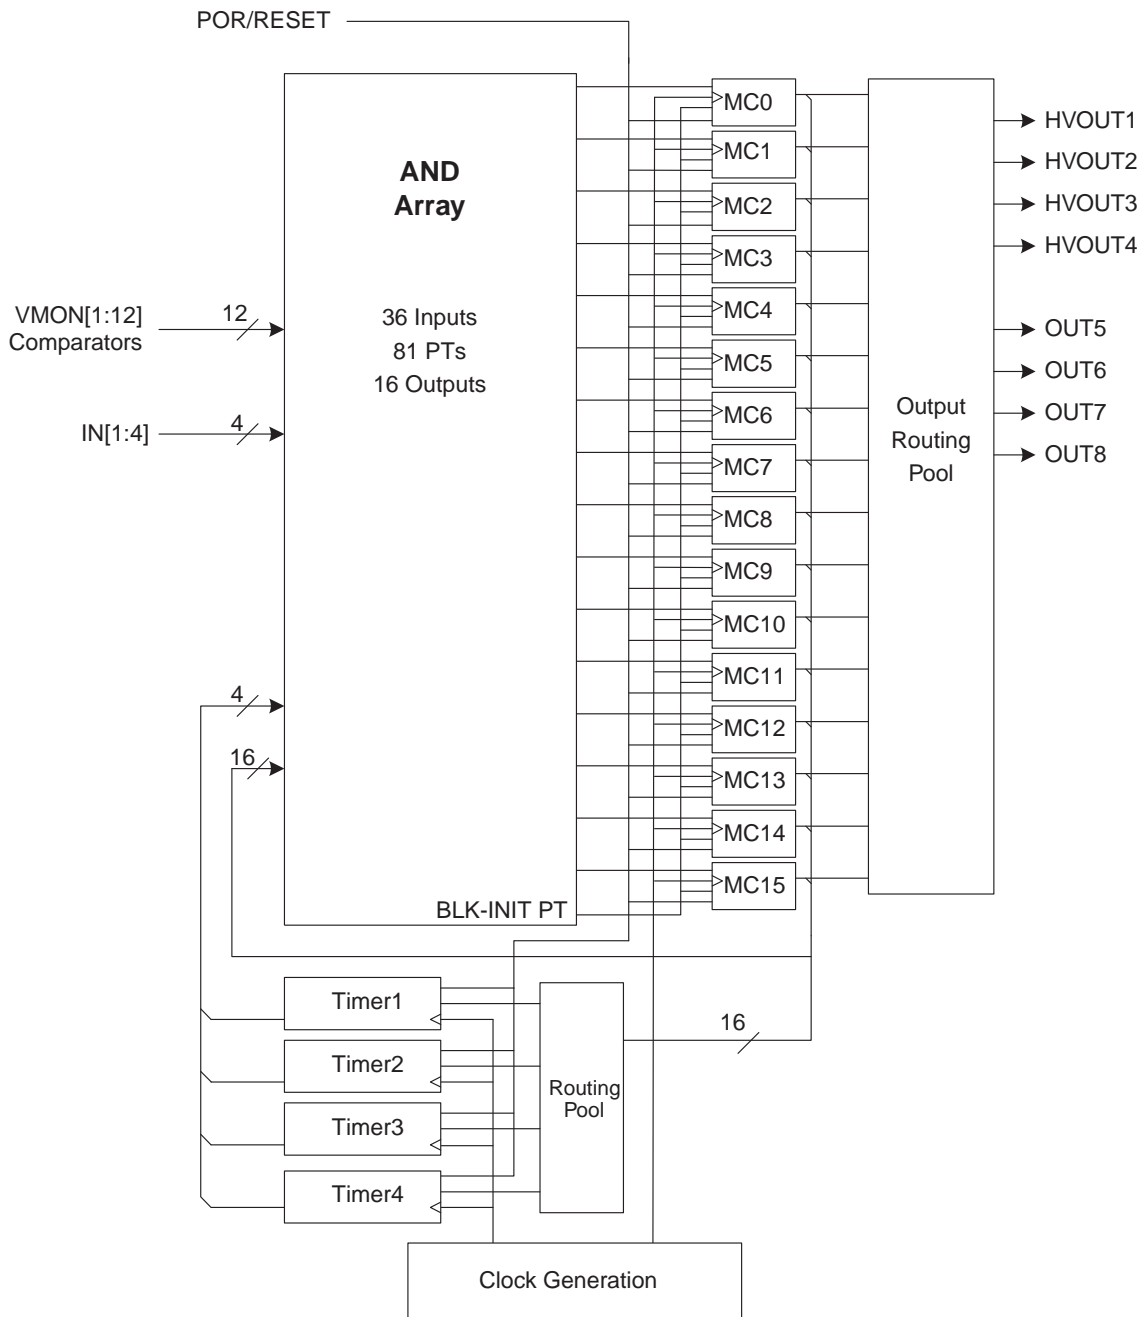 POR/RESET
AND
Array
36 Inputs
81 PTs
16 Outputs
VMON[1:12]
Comparators
12
IN[1:4]
4
4
16
BLK-INIT PT
MC0
MC1
MC2
MC3
MC4
MC5
MC6
MC7
MC8
MC9
MC10
MC11
MC12
MC13
MC14
MC15
Output
Routing
Pool
HVOUT1
HVOUT2
HVOUT3
HVOUT4
OUT5
OUT6
OUT7
OUT8
Timer1
Timer2
Timer3
Timer4
Routing
Pool
16
Clock Generation